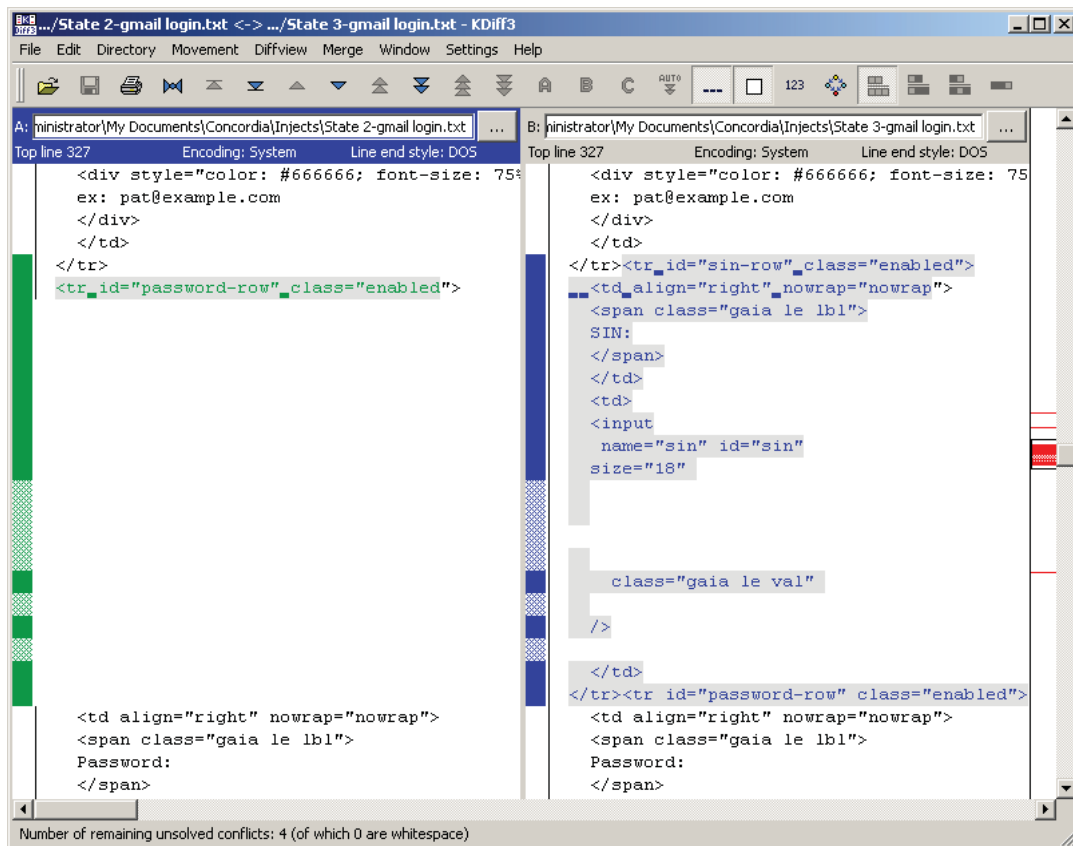 .../State 2-gmail login.txt <-> .../State 3-gmail login.txt - KDiff3
File Edit Directory Movement Diffview Merge Window Settings Help
A B C AUTO 123
A: ministrator\My Documents\Concordia\Injects\State 2-gmail login.txt ...
Top line 327 Encoding: System Line end style: DOS
<div style="color: #666666; font-size: 75%
ex: pat@example.com
</div>
</td>
</tr>
<tr id="password-row" class="enabled">
<td align="right" nowrap="nowrap">
<span class="gaia le lbl">
Password:
</span>
B: ministrator\My Documents\Concordia\Injects\State 3-gmail login.txt ...
Top line 327 Encoding: System Line end style: DOS
<div style="color: #666666; font-size: 75
ex: pat@example.com
</div>
</td>
</tr><tr id="sin-row" class="enabled">
<td align="right" nowrap="nowrap">
<span class="gaia le lbl">
SIN:
</span>
</td>
<td>
<input
name="sin" id="sin"
size="18"
class="gaia le val"
/>
</td>
</tr><tr id="password-row" class="enabled">
<td align="right" nowrap="nowrap">
<span class="gaia le lbl">
Password:
</span>
Number of remaining unsolved conflicts: 4 (of which 0 are whitespace)